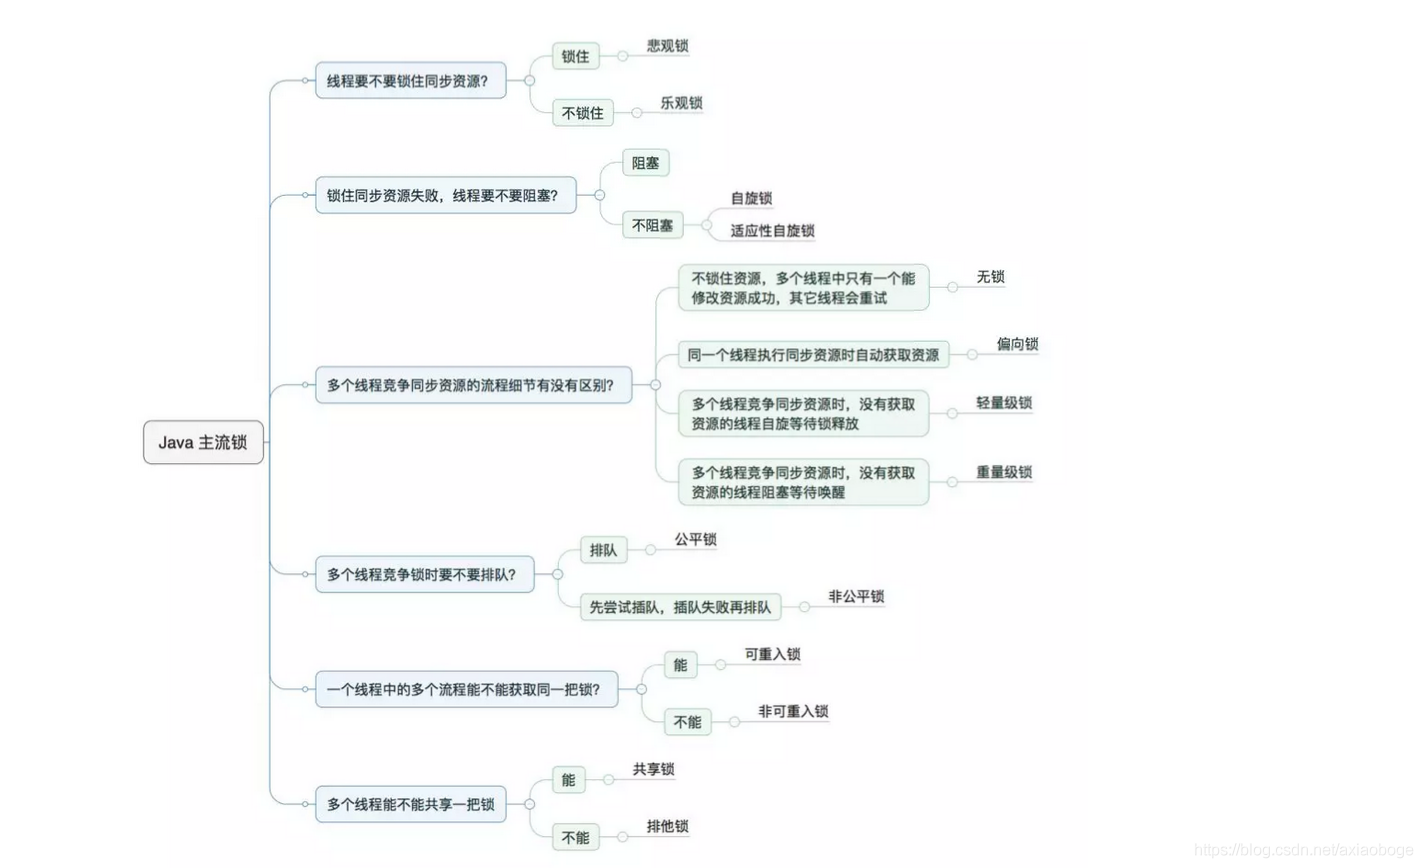 Java 主流锁
线程要不要锁住同步资源？
锁住
悲观锁
不锁住
乐观锁
锁住同步资源失败，线程要不要阻塞？
阻塞
不阻塞
自旋锁
适应性自旋锁
多个线程竞争同步资源的流程细节有没有区别？
不锁住资源，多个线程中只有一个能
修改资源成功，其它线程会重试
无锁
同一个线程执行同步资源时自动获取资源
偏向锁
多个线程竞争同步资源时，没有获取
资源的线程自旋等待锁释放
轻量级锁
多个线程竞争同步资源时，没有获取
资源的线程阻塞等待唤醒
重量级锁
多个线程竞争锁时要不要排队？
排队
公平锁
先尝试插队，插队失败再排队
非公平锁
一个线程中的多个流程能不能获取同一把锁？
能
可重入锁
不能
非可重入锁
多个线程能不能共享一把锁
能
共享锁
不能
排他锁
https://blog.csdn.net/axiaoboge